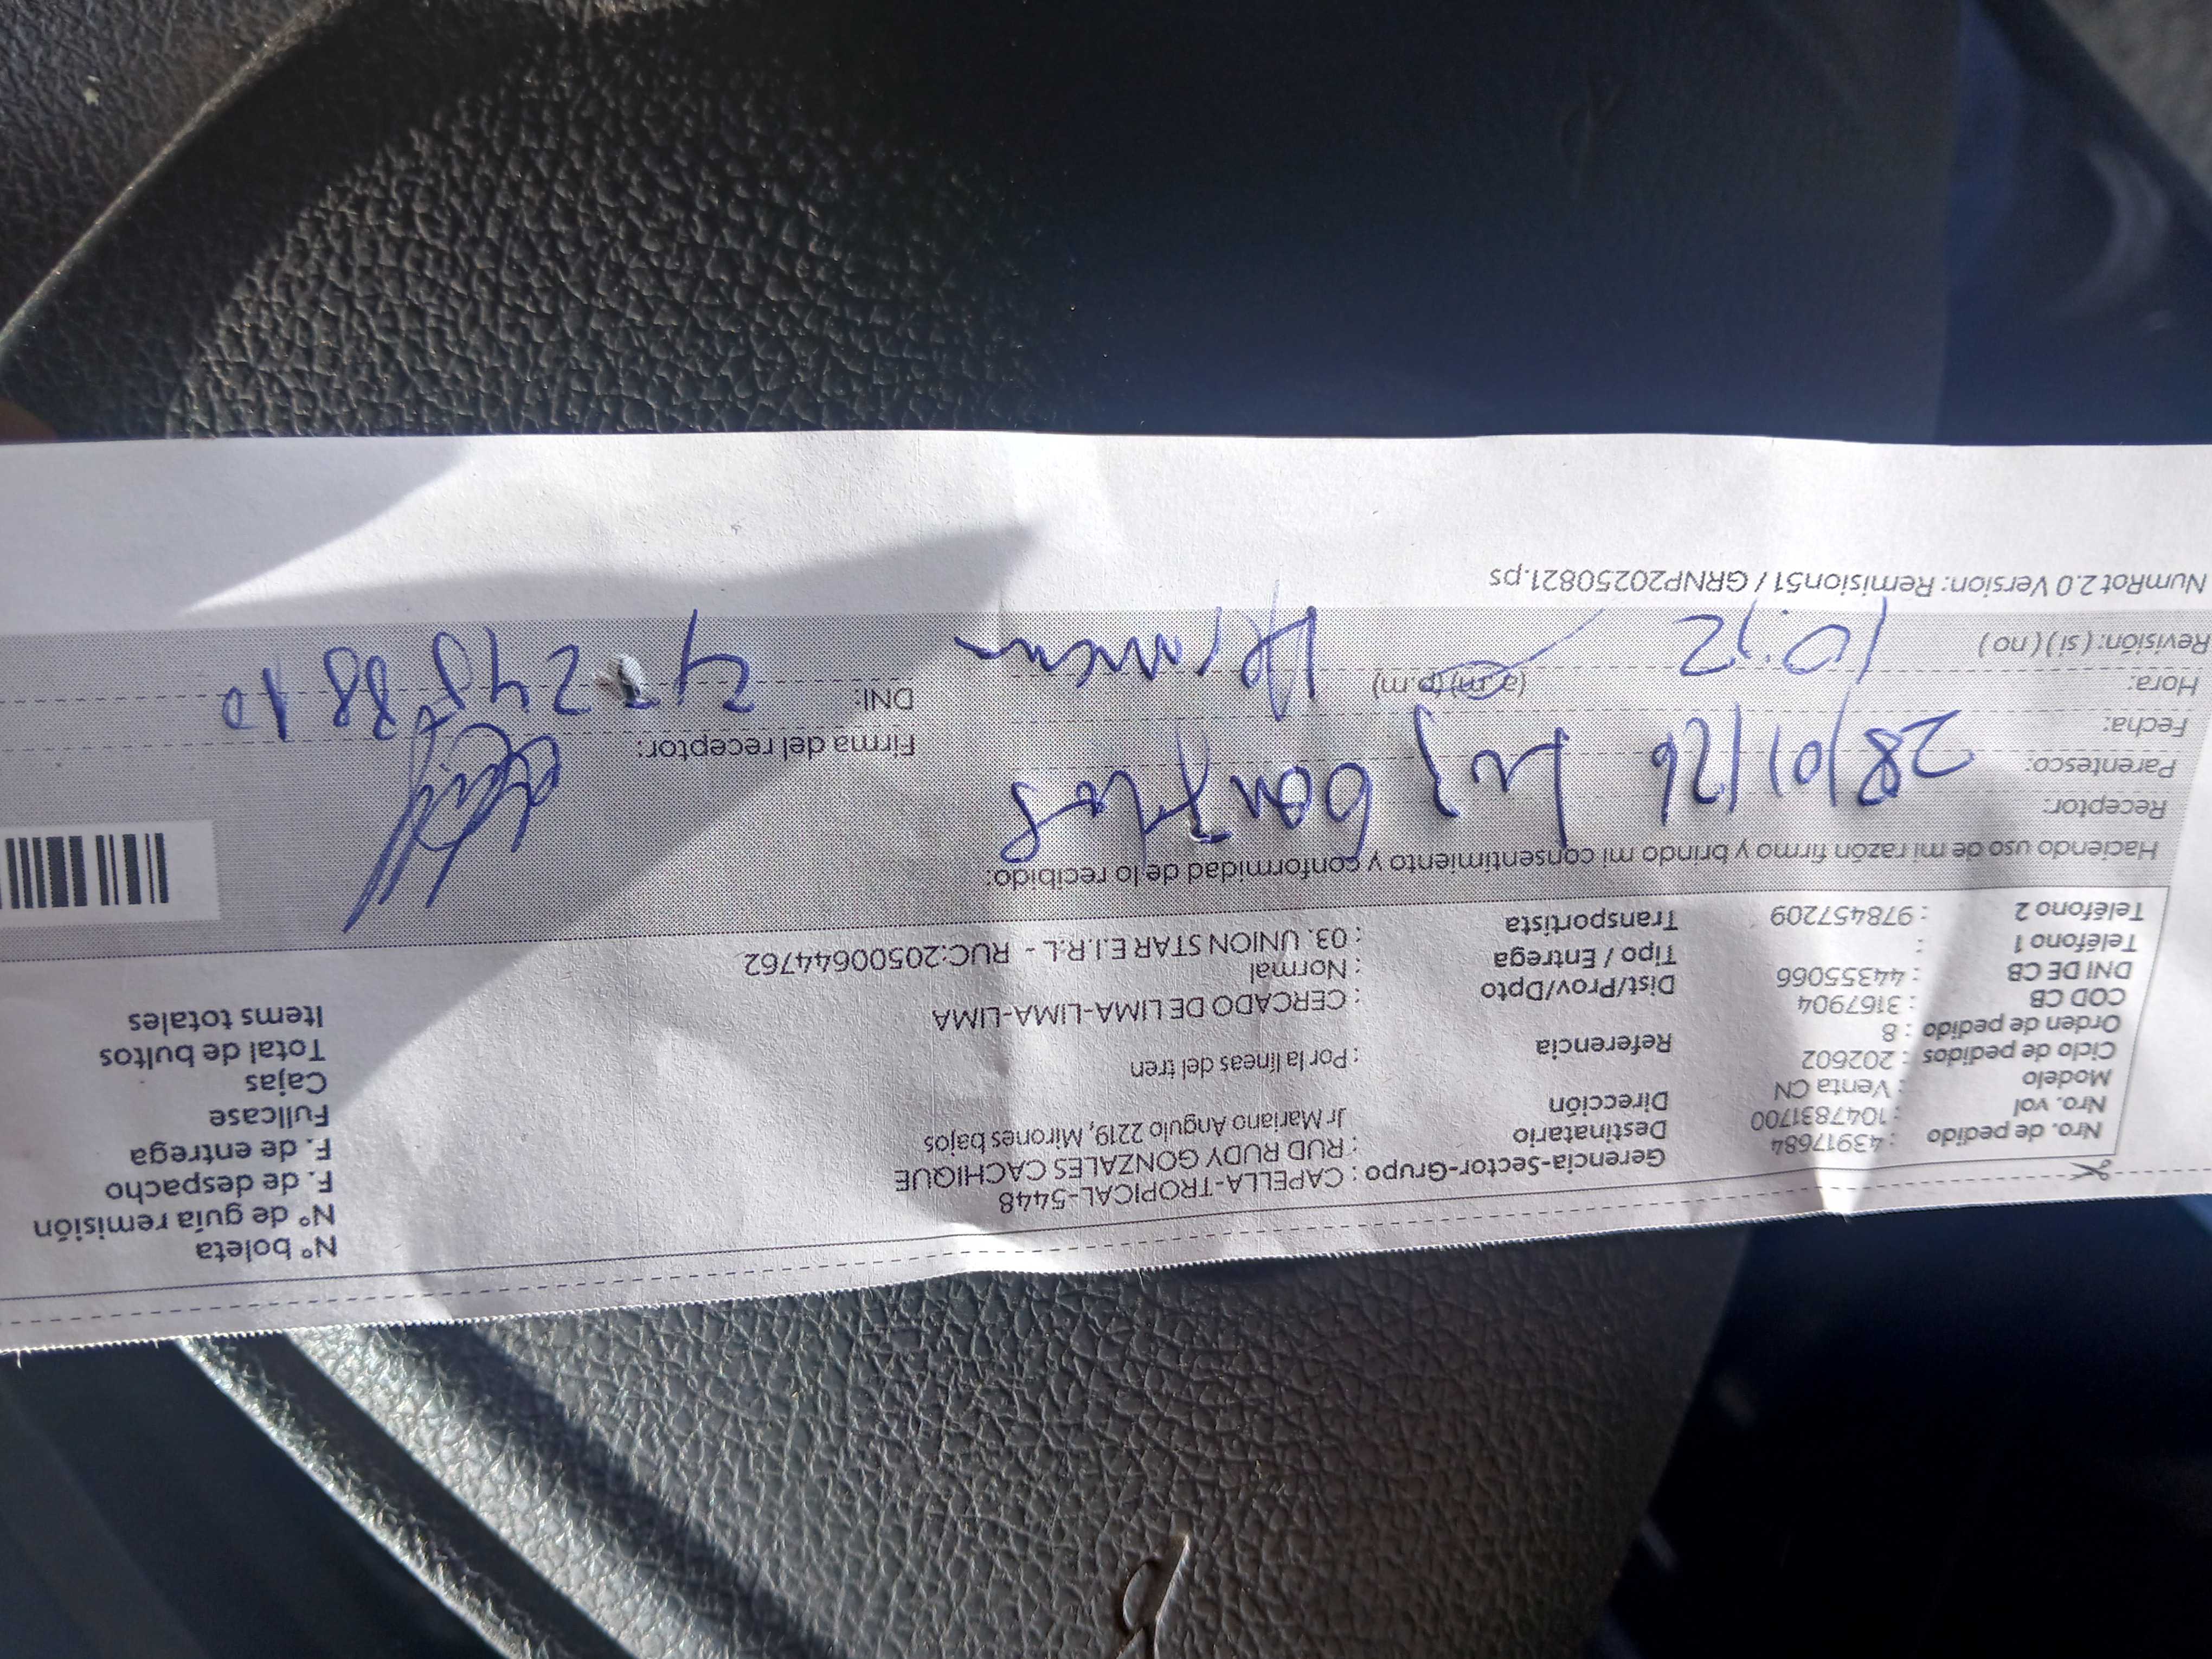 Nº boleta
Nº de guía remisión
F. de despacho
F. de entrega
Fullcase
Cajas
Total de bultos
Items totales
Gerencia-Sector-Grupo : CAPELLA-TROPICAL-5448
Destinatario : RUD RUDY GONZALES CACHIQUE
Dirección Jr Mariano Angulo 2219, Mirones bajos
Referencia : Por la lineas del tren
Dist/Prov/Dpto : CERCADO DE LIMA-LIMA-LIMA
Tipo / Entrega : Normal
Transportista : 03. UNION STAR E.I.R.L - RUC:20500644762
Nro. de pedido : 43917684
Nro. vol : 1047831700
Modelo : Venta CN
Ciclo de pedidos : 202602
Orden de pedido : 8
COD CB : 3167904
DNI DE CB : 44355066
Teléfono 1 :
Teléfono 2 : 978457209
Haciendo uso de mi razón firmo y brindo mi consentimiento y conformidad de lo recibido:
Receptor:
Parentesco:
Fecha: 28/01/26
Hora: 10:12 (a.m) (p.m)
Revisión: ( si ) ( no )
Firma del receptor:
DNI:
NumRot 2.0 Version: Remision51 / GRNP20250821.ps